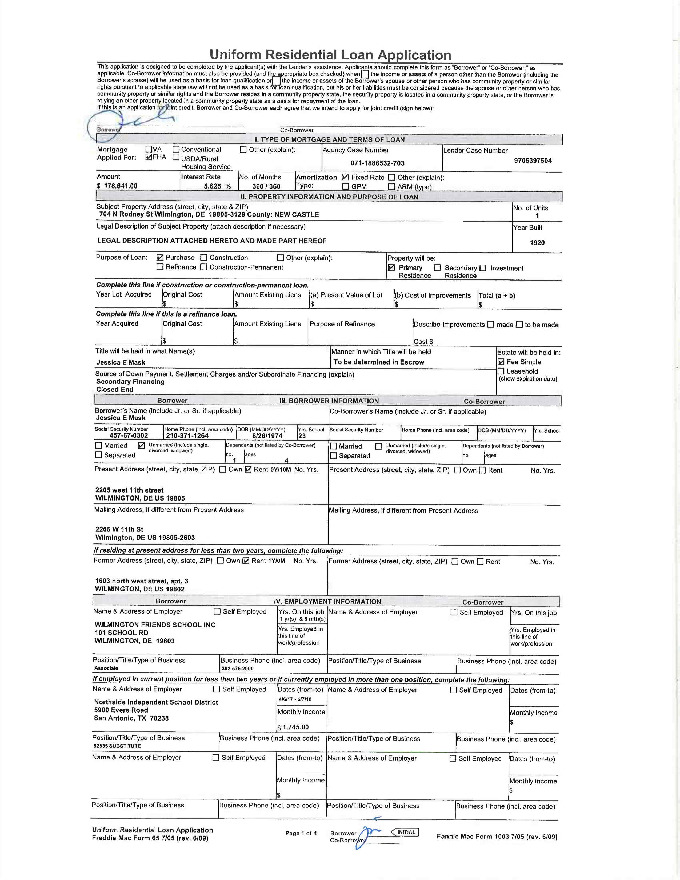 Uniform Residential Loan Application
This application is designed to be completed by the applicant(s) with the Lender's assistance. Applicants should complete this form as "Borrower" or "Co-Borrower," as
applicable. Co-Borrower information must also be provided (and the appropriate box checked) when the income or assets of a person other than the Borrower (including the
Borrower's spouse) will be used as a basis for loan qualification or the income or assets of the Borrower's spouse or other person who has community property or similar
rights pursuant to applicable state law will not be used as a basis for loan qualification, but his or her liabilities must be considered because the spouse or other person who has
community property or similar rights and the Borrower resides in a community property state, the security property is located in a community property state, or the Borrower is
relying on other property located in a community property state as a basis for repayment of the loan.
If this is an application for joint credit, Borrower and Co-Borrower each agree that we intend to apply for joint credit (sign below):
Borrower Co-Borrower
I. TYPE OF MORTGAGE AND TERMS OF LOAN
Mortgage Applied For: VA Conventional Other (explain): Agency Case Number Lender Case Number
FHA USDA/Rural Housing Service 071-1886532-703 9705397504
Amount Interest Rate No. of Months Amortization Type: Fixed Rate Other (explain):
$ 178,841.00 5.625 % 360 / 360 GPM ARM (type):
II. PROPERTY INFORMATION AND PURPOSE OF LOAN
Subject Property Address (street, city, state & ZIP) No. of Units
704 N Rodney St Wilmington, DE County: NEW CASTLE 1
Legal Description of Subject Property (attach description if necessary) Year Built
LEGAL DESCRIPTION ATTACHED HERETO AND MADE PART HEREOF 1920
Purpose of Loan: Purchase Construction Other (explain): Property will be:
Refinance Construction-Permanent Primary Residence Secondary Residence Investment
Complete this line if construction or construction-permanent loan.
Year Lot Acquired Original Cost Amount Existing Liens (a) Present Value of Lot (b) Cost of Improvements Total (a + b)
$ $ $ $ $
Complete this line if this is a refinance loan.
Year Acquired Original Cost Amount Existing Liens Purpose of Refinance Describe Improvements made to be made
$ $ Cost $
Title will be held in what Name(s) Manner in which Title will be held Estate will be held in:
Jessica E Mask To be determined in Escrow Fee Simple
Source of Down Payment, Settlement Charges and/or Subordinate Financing (explain) Leasehold
Secondary Financing (show expiration date)
Closed End
Borrower III. BORROWER INFORMATION Co-Borrower
Borrower's Name (include Jr. or Sr. if applicable) Co-Borrower's Name (include Jr. or Sr. if applicable)
Jessica E Mask
Social Security Number Home Phone (incl. area code) DOB (MM/DD/YYYY) Yrs. School Social Security Number Home Phone (incl. area code) DOB (MM/DD/YYYY) Yrs. School
457-67-0302 210-371-1264 6/26/1974 23
Married Unmarried (include single, divorced, widowed) Dependents (not listed by Co-Borrower) Married Unmarried (include single, divorced, widowed) Dependents (not listed by Borrower)
Separated no. 1 ages 4 Separated no. ages
Present Address (street, city, state, ZIP) Own Rent 0Y/10M No. Yrs. Present Address (street, city, state, ZIP) Own Rent No. Yrs.
2205 west 11th street
WILMINGTON, DE US 19805
Mailing Address, if different from Present Address Mailing Address, if different from Present Address
2205 W 11th St
Wilmington, DE US 19805-2603
If residing at present address for less than two years, complete the following:
Former Address (street, city, state, ZIP) Own Rent No. Yrs. Former Address (street, city, state, ZIP) Own Rent No. Yrs.
1603 north west street, apt. 3
WILMINGTON, DE US 19802
Borrower IV. EMPLOYMENT INFORMATION Co-Borrower
Name & Address of Employer Self Employed Yrs. On this job Name & Address of Employer Self Employed Yrs. On this job
WILMINGTON FRIENDS SCHOOL INC
101 SCHOOL RD Yrs. Employed in this line of work/profession Yrs. Employed in this line of work/profession
WILMINGTON, DE, 19803
Position/Title/Type of Business Business Phone (incl. area code) Position/Title/Type of Business Business Phone (incl. area code)
Associate
If employed in current position for less than two years or if currently employed in more than one position, complete the following:
Name & Address of Employer Self Employed Dates (from-to) Name & Address of Employer Self Employed Dates (from-to)
Northside Independent School District
5900 Evers Road Monthly Income Monthly Income
San Antonio, TX 78238 $ 1,745.00 $
Position/Title/Type of Business Business Phone (incl. area code) Position/Title/Type of Business Business Phone (incl. area code)
Name & Address of Employer Self Employed Dates (from-to) Name & Address of Employer Self Employed Dates (from-to)
Monthly Income Monthly Income
$ $
Position/Title/Type of Business Business Phone (incl. area code) Position/Title/Type of Business Business Phone (incl. area code)
Uniform Residential Loan Application
Freddie Mac Form 65 7/05 (rev. 6/09) Page 1 of 4 Borrower INITIAL Fannie Mae Form 1003 7/05 (rev. 6/09)
Co-Borrower